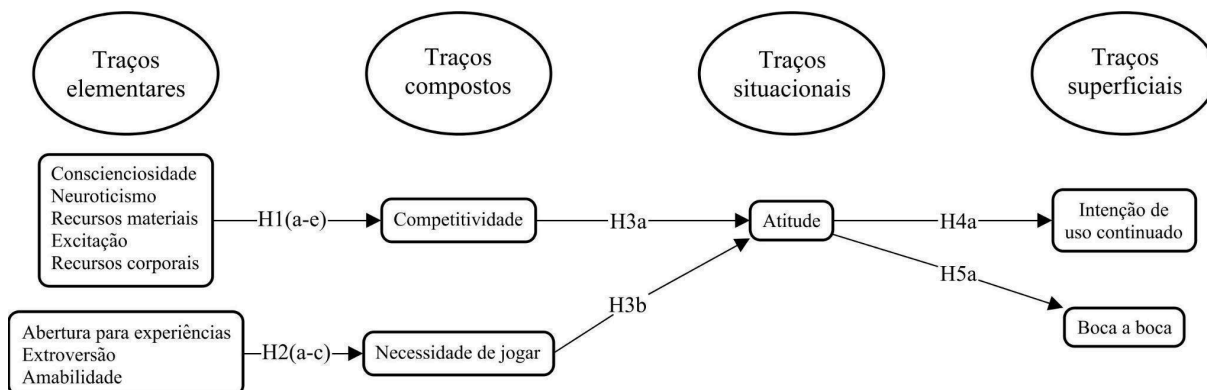 Traços
elementares
Traços
compostos
Traços
situacionais
Traços
superficiais
Conscienciosidade
Neuroticismo
Recursos materiais
Excitação
Recursos corporais
H1(a-e)
Competitividade
H3a
Atitude
H4a
Intenção de
uso continuado
H5a
H3b
Abertura para experiências
Extroversão
Amabilidade
H2(a-c)
Necessidade de jogar
Boca a boca